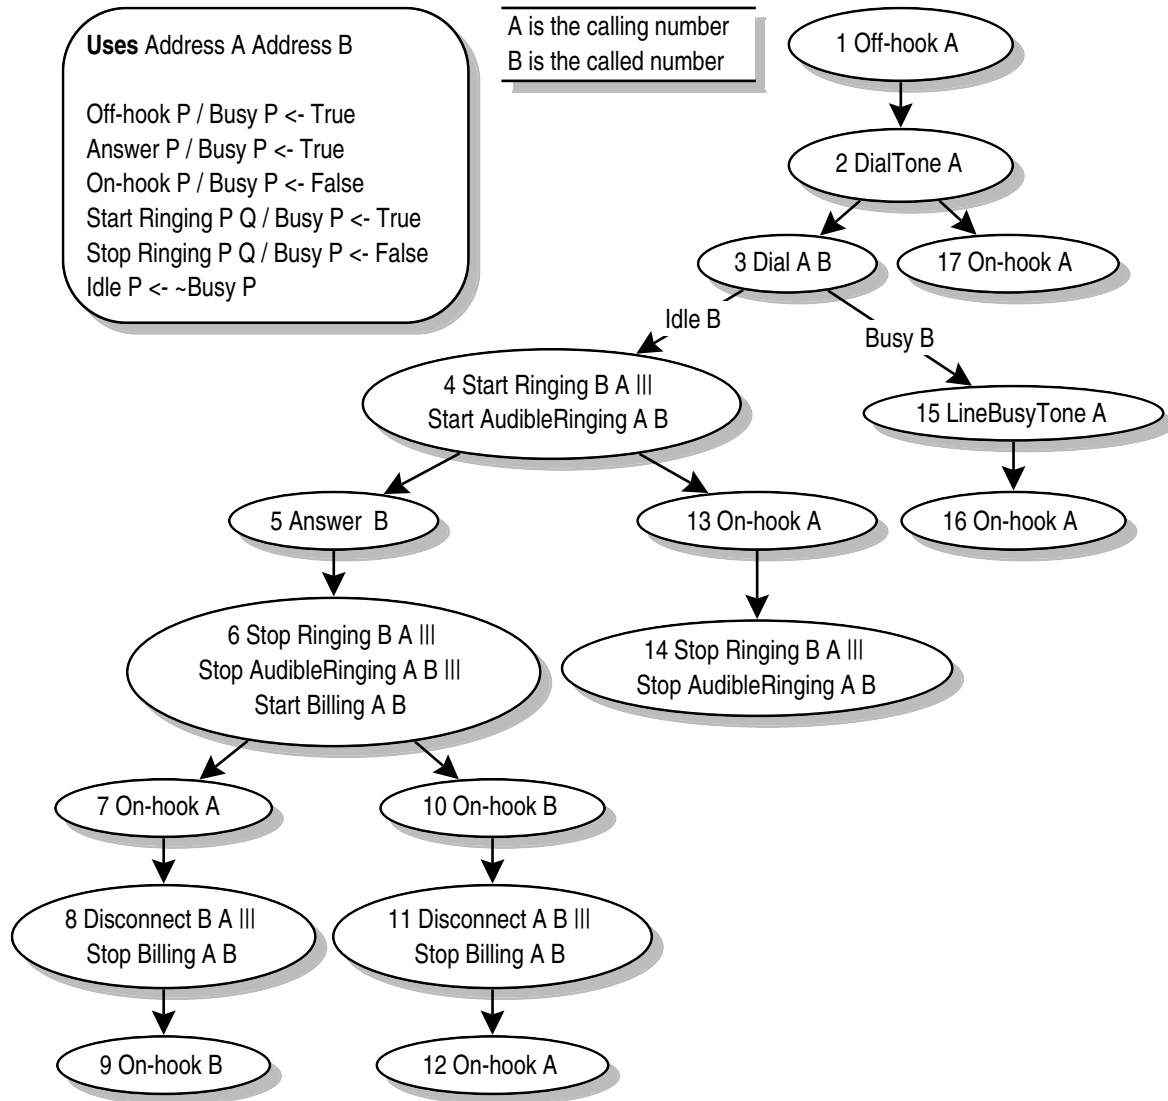 Uses Address A Address B
Off-hook P / Busy P <- True
Answer P / Busy P <- True
On-hook P / Busy P <- False
Start Ringing P Q / Busy P <- True
Stop Ringing P Q / Busy P <- False
Idle P <- ~Busy P
A is the calling number
B is the called number
1 Off-hook A
2 DialTone A
3 Dial A B
17 On-hook A
Idle B
Busy B
4 Start Ringing B A |||
Start AudibleRinging A B
15 LineBusyTone A
5 Answer B
13 On-hook A
16 On-hook A
6 Stop Ringing B A |||
Stop AudibleRinging A B |||
Start Billing A B
14 Stop Ringing B A |||
Stop AudibleRinging A B
7 On-hook A
10 On-hook B
8 Disconnect B A |||
Stop Billing A B
11 Disconnect A B |||
Stop Billing A B
9 On-hook B
12 On-hook A